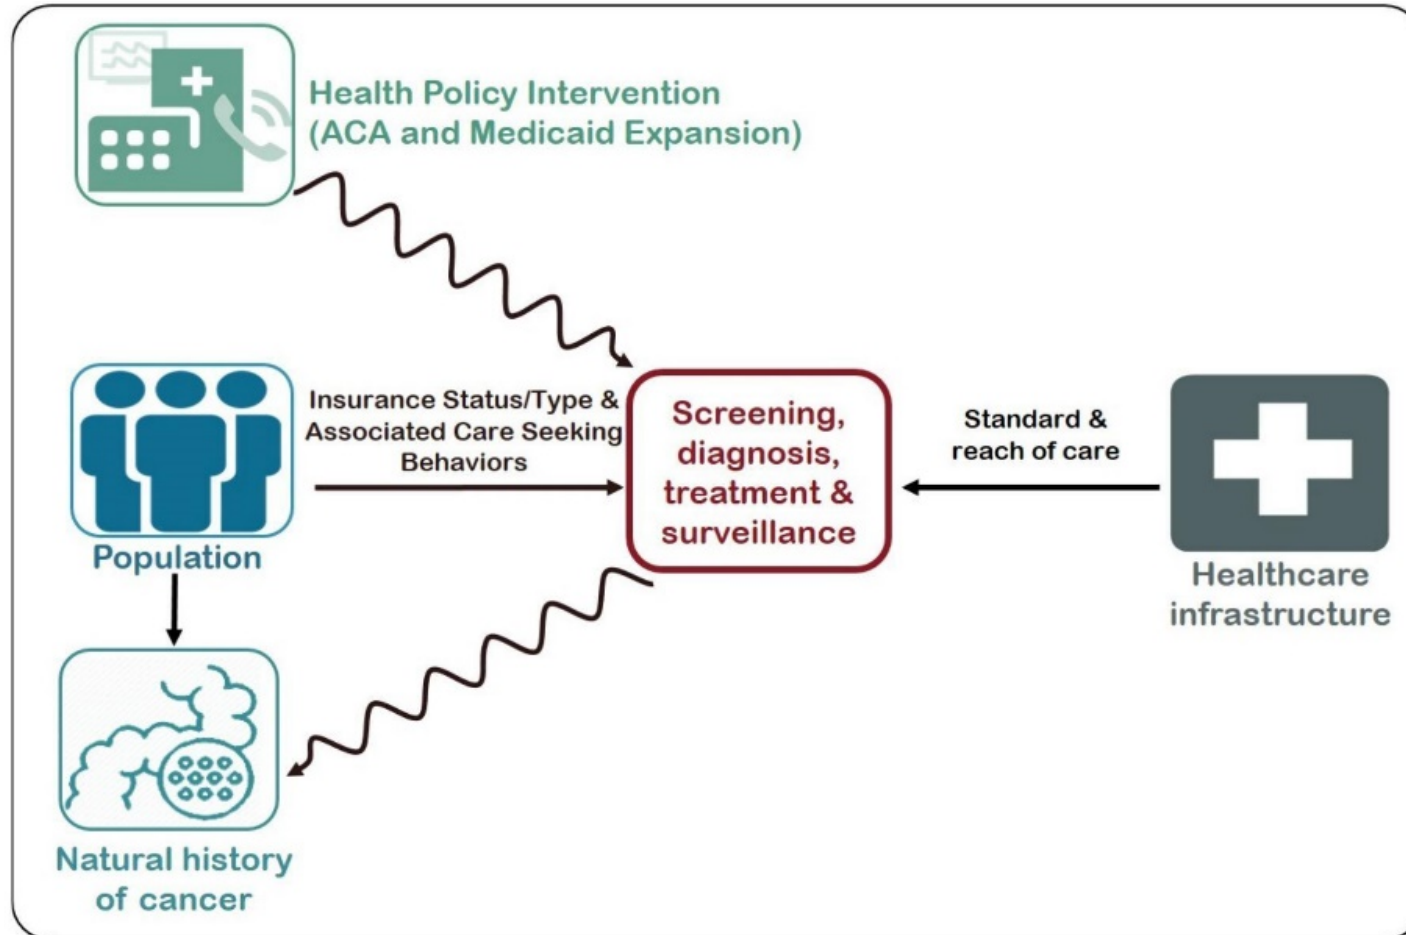 Health Policy Intervention
(ACA and Medicaid Expansion)
Insurance Status/Type &
Associated Care Seeking
Behaviors
Population
Screening,
diagnosis,
treatment &
surveillance
Standard &
reach of care
Healthcare
infrastructure
Natural history
of cancer